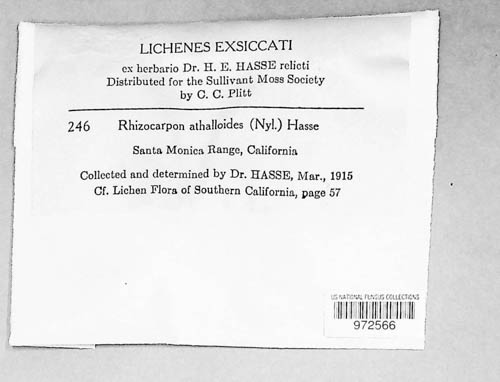 LICHENES EXSICCATI
ex herbario Dr. H. E. HASSE relicti
Distributed for the Sullivant Moss Society
by C. C. Plitt
246 Rhizocarpon athalloides (Nyl.) Hasse
Santa Monica Range, California
Collected and determined by Dr. HASSE, Mar., 1915
Cf. Lichen Flora of Southern California, page 57
US NATIONAL FUNGUS COLLECTIONS
972566